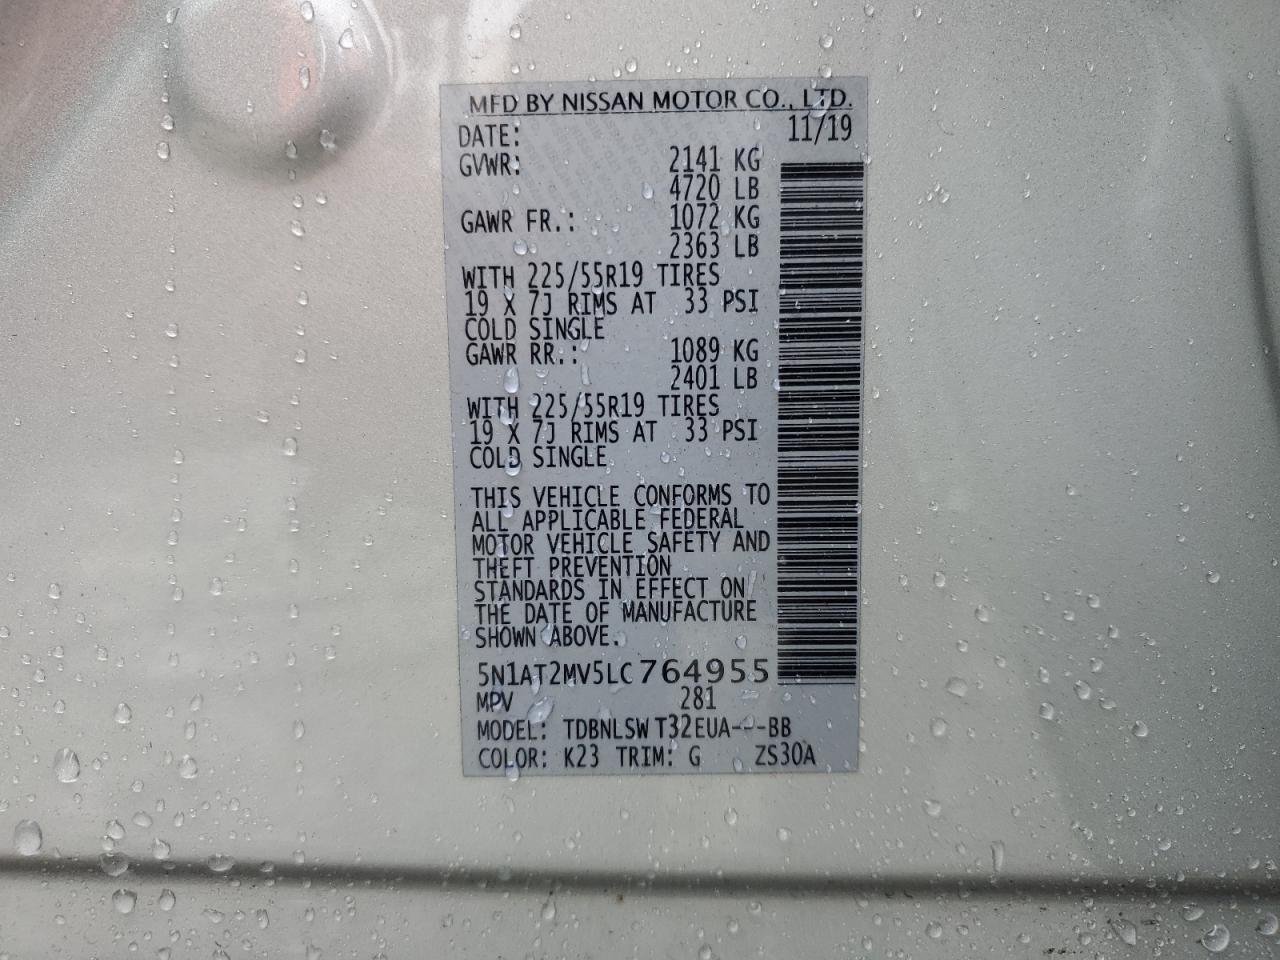 MFD BY NISSAN MOTOR CO., LTD.
DATE: 11/19
GVWR: 2141 KG
4720 LB
GAWR FR.: 1072 KG
2363 LB
WITH 225/55R19 TIRES
19 X 7J RIMS AT 33 PSI
COLD SINGLE
GAWR RR.: 1089 KG
2401 LB
WITH 225/55R19 TIRES
19 X 7J RIMS AT 33 PSI
COLD SINGLE
THIS VEHICLE CONFORMS TO
ALL APPLICABLE FEDERAL
MOTOR VEHICLE SAFETY AND
THEFT PREVENTION
STANDARDS IN EFFECT ON
THE DATE OF MANUFACTURE
SHOWN ABOVE.
5N1AT2MV5LC764955
MPV 281
MODEL: TDBNLSWT32EUA---BB
COLOR: K23 TRIM: G ZS30A